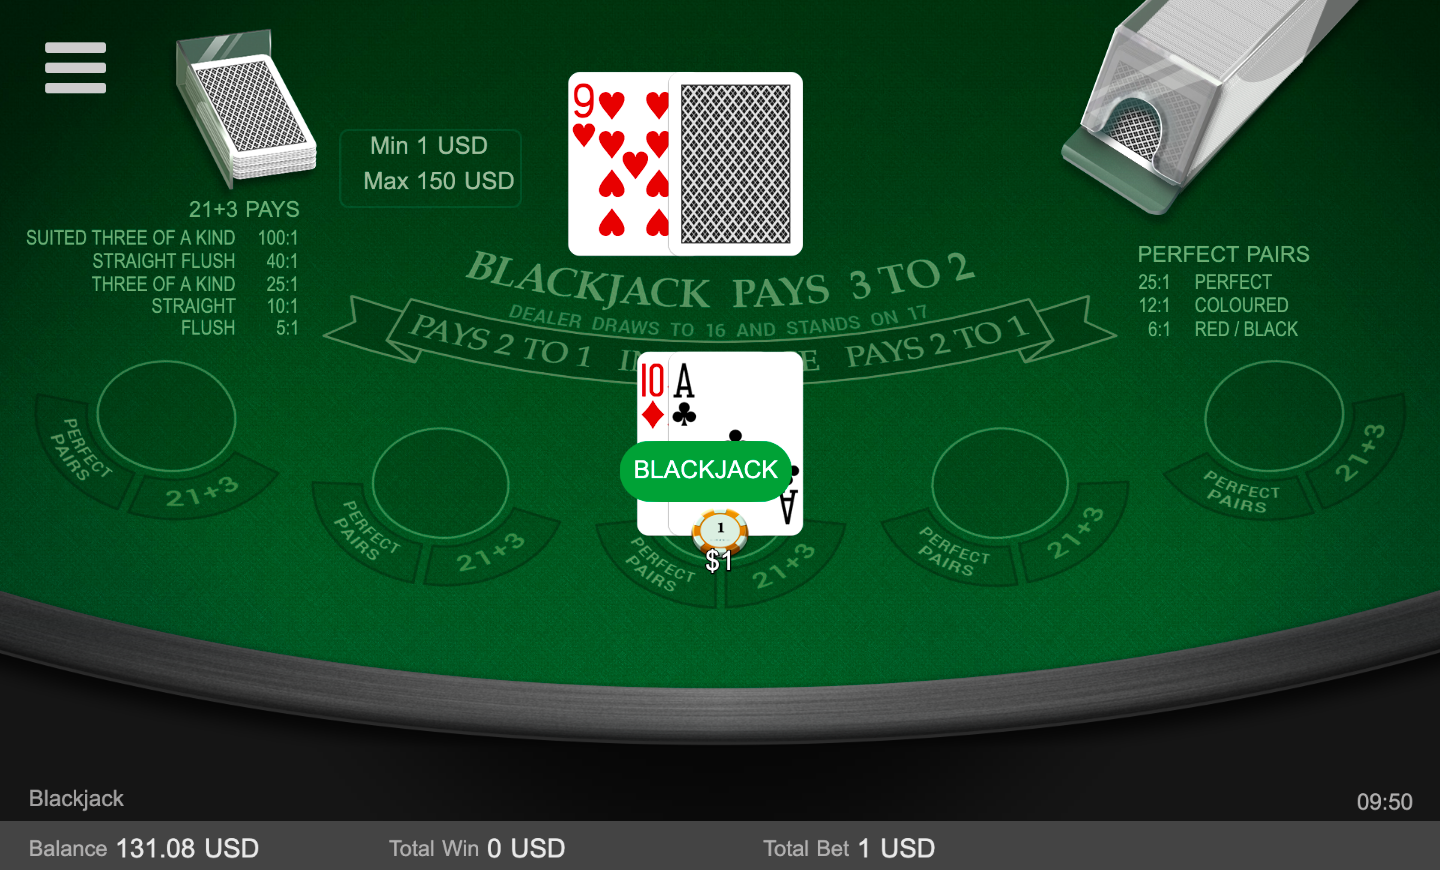 9
Min 1 USD
Max 150 USD
21+3 PAYS
SUITED THREE OF A KIND 100:1
STRAIGHT FLUSH 40:1
THREE OF A KIND 25:1
STRAIGHT 10:1
FLUSH 5:1
PERFECT PAIRS
25:1 PERFECT
12:1 COLOURED
6:1 RED / BLACK
BLACKJACK PAYS 3 TO 2
DEALER DRAWS TO 16 AND STANDS ON 17
PAYS 2 TO 1 PAYS 2 TO 1
10 A
BLACKJACK
A
1
$1
PERFECT PAIRS
21+3
PERFECT PAIRS
21+3
PERFECT PAIRS
21+3
PERFECT PAIRS
21+3
PERFECT PAIRS
21+3
Blackjack
09:50
Balance 131.08 USD Total Win 0 USD Total Bet 1 USD